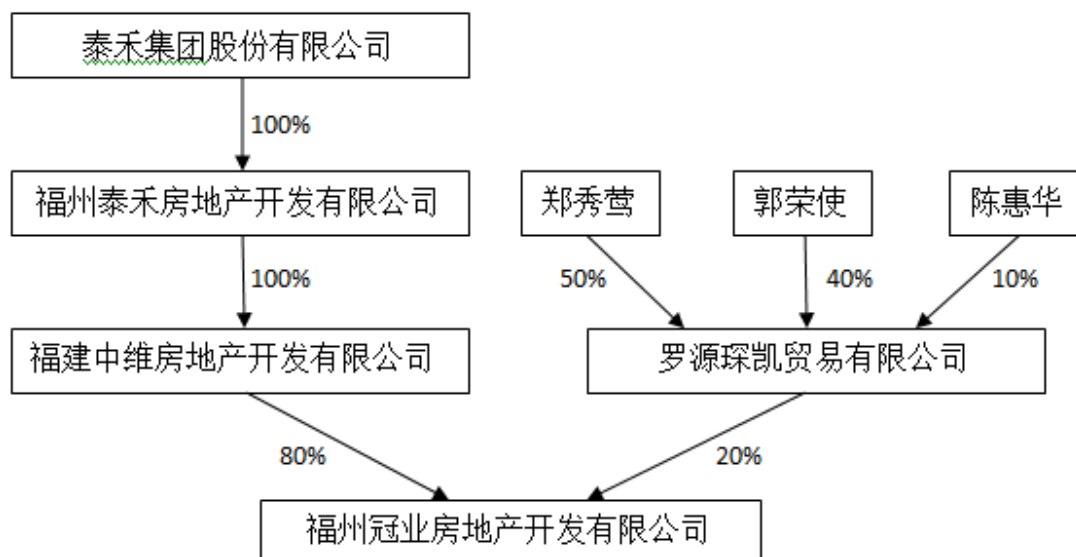 泰禾集团股份有限公司
100%
福州泰禾房地产开发有限公司
郑秀莺
郭荣使
陈惠华
100%
50%
40%
10%
福建中维房地产开发有限公司
罗源琛凯贸易有限公司
80%
20%
福州冠业房地产开发有限公司